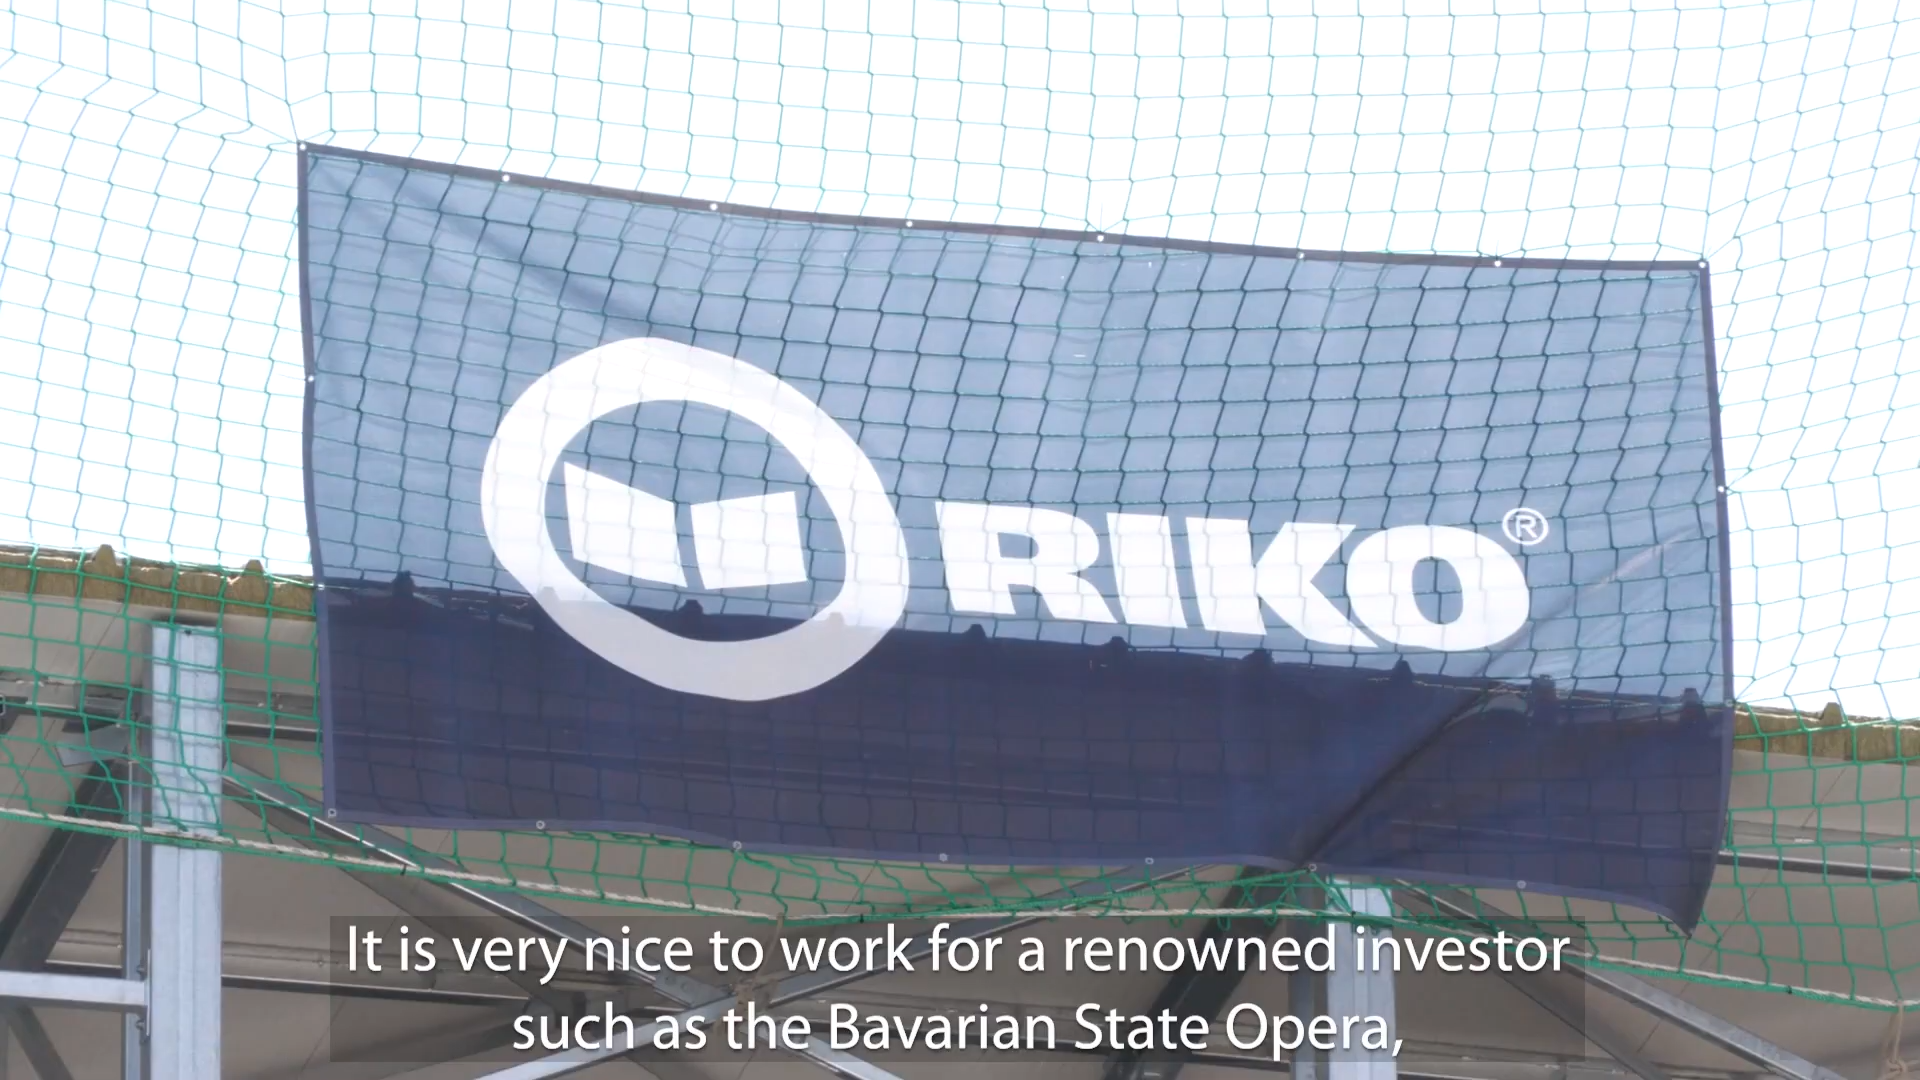 RIKO®
It is very nice to work for a renowned investor
such as the Bavarian State Opera,